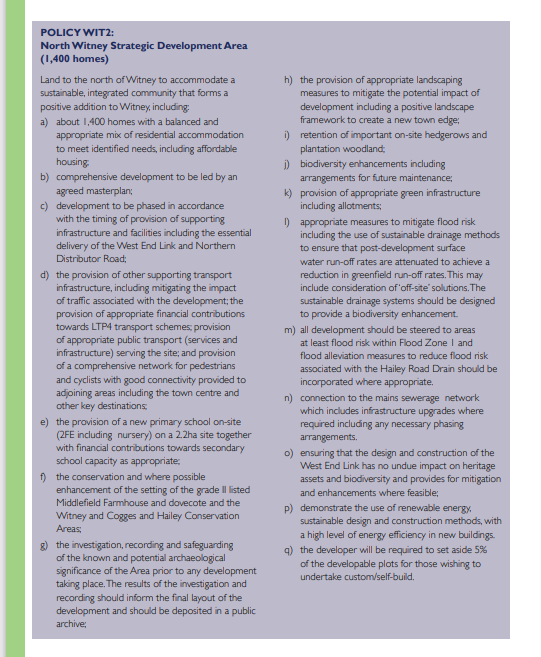 POLICY WIT2:
North Witney Strategic Development Area
(1,400 homes)
Land to the north of Witney to accommodate a
sustainable, integrated community that forms a
positive addition to Witney, including:
a) about 1,400 homes with a balanced and
appropriate mix of residential accommodation
to meet identified needs, including affordable
housing;
b) comprehensive development to be led by an
agreed masterplan;
c) development to be phased in accordance
with the timing of provision of supporting
infrastructure and facilities including the essential
delivery of the West End Link and Northern
Distributor Road;
d) the provision of other supporting transport
infrastructure, including mitigating the impact
of traffic associated with the development; the
provision of appropriate financial contributions
towards LTP4 transport schemes; provision
of appropriate public transport (services and
infrastructure) serving the site; and provision
of a comprehensive network for pedestrians
and cyclists with good connectivity provided to
adjoining areas including the town centre and
other key destinations;
e) the provision of a new primary school on-site
(2FE including nursery) on a 2.2ha site together
with financial contributions towards secondary
school capacity as appropriate;
f) the conservation and where possible
enhancement of the setting of the grade II listed
Middlefield Farmhouse and dovecote and the
Witney and Cogges and Hailey Conservation
Areas;
g) the investigation, recording and safeguarding
of the known and potential archaeological
significance of the Area prior to any development
taking place. The results of the investigation and
recording should inform the final layout of the
development and should be deposited in a public
archive;
h) the provision of appropriate landscaping
measures to mitigate the potential impact of
development including a positive landscape
framework to create a new town edge;
i) retention of important on-site hedgerows and
plantation woodland;
j) biodiversity enhancements including
arrangements for future maintenance;
k) provision of appropriate green infrastructure
including allotments;
l) appropriate measures to mitigate flood risk
including the use of sustainable drainage methods
to ensure that post-development surface
water run-off rates are attenuated to achieve a
reduction in greenfield run-off rates. This may
include consideration of 'off-site' solutions. The
sustainable drainage systems should be designed
to provide a biodiversity enhancement.
m) all development should be steered to areas
at least flood risk within Flood Zone 1 and
flood alleviation measures to reduce flood risk
associated with the Hailey Road Drain should be
incorporated where appropriate.
n) connection to the mains sewerage network
which includes infrastructure upgrades where
required including any necessary phasing
arrangements.
o) ensuring that the design and construction of the
West End Link has no undue impact on heritage
assets and biodiversity and provides for mitigation
and enhancements where feasible;
p) demonstrate the use of renewable energy,
sustainable design and construction methods, with
a high level of energy efficiency in new buildings.
q) the developer will be required to set aside 5%
of the developable plots for those wishing to
undertake custom/self-build.